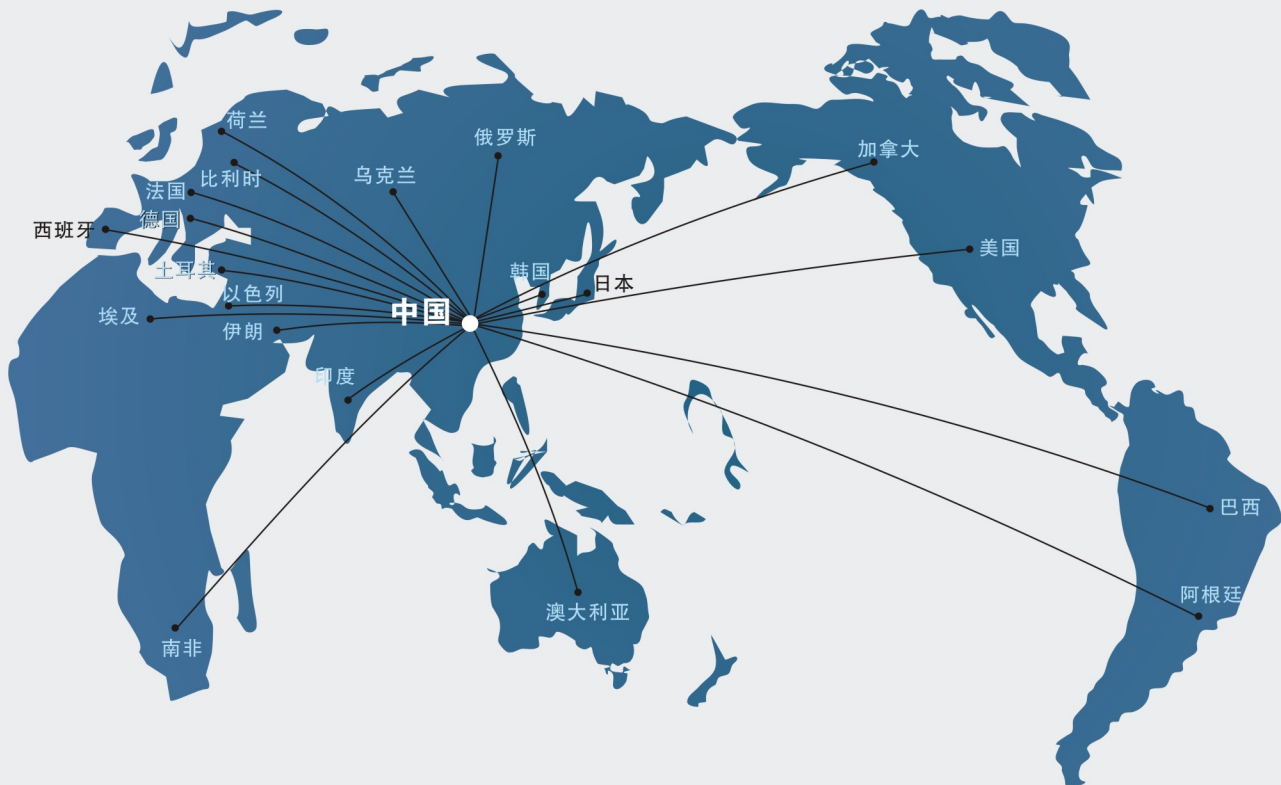 荷兰
俄罗斯
加拿大
比利时
乌克兰
法国
德国
西班牙
美国
土耳其
韩国
日本
以色列
中国
埃及
伊朗
印度
巴西
阿根廷
澳大利亚
南非